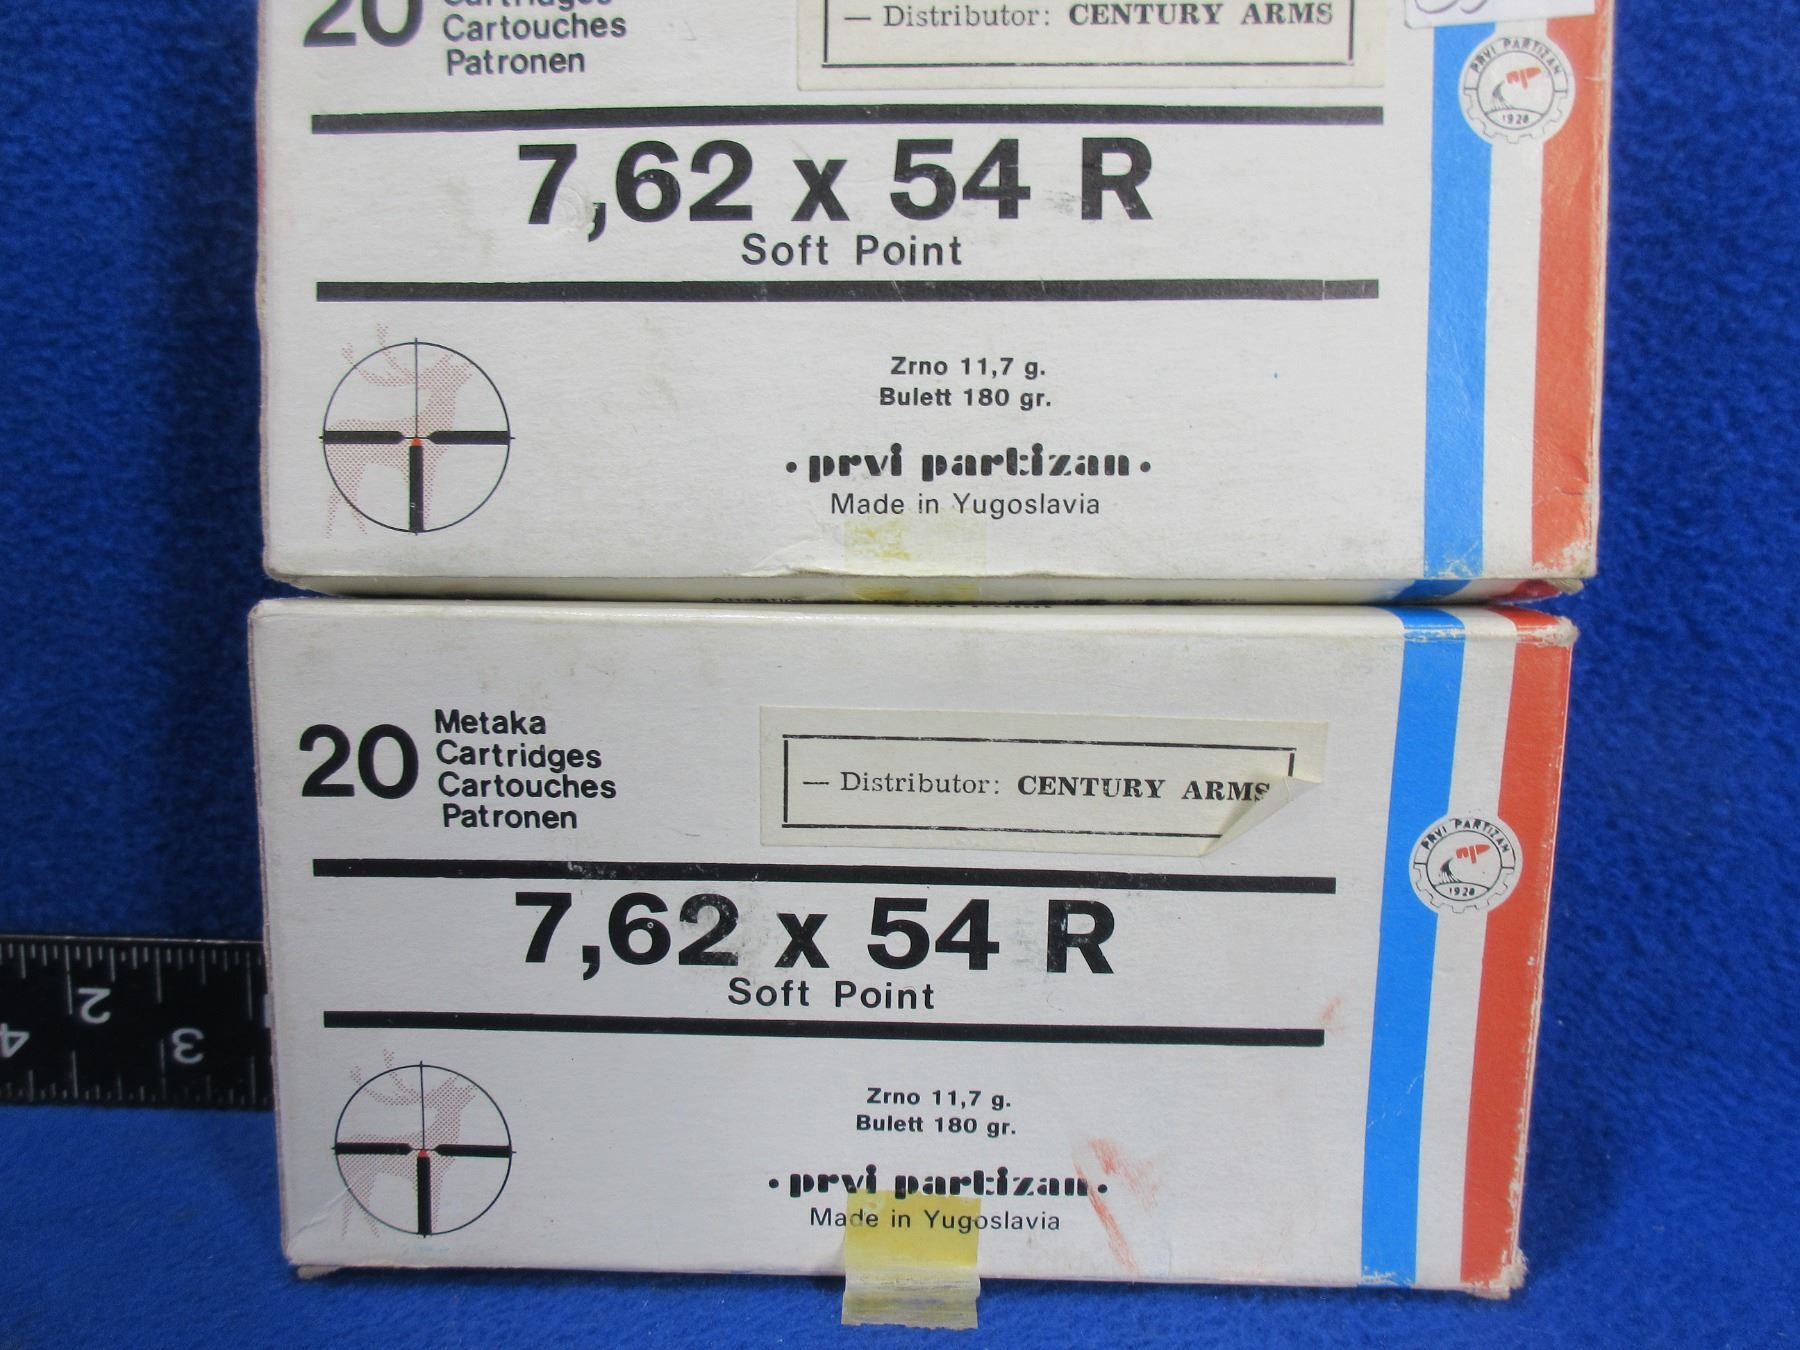 20
Cartridges
Cartouches
Patronen
— Distributor: CENTURY ARMS
PRVI PARTIZAN
1928
7,62 x 54 R
Soft Point
Zrno 11,7 g.
Bulett 180 gr.
• prvi partizan •
Made in Yugoslavia
20
Metaka
Cartridges
Cartouches
Patronen
— Distributor: CENTURY ARMS
PRVI PARTIZAN
1928
7,62 x 54 R
Soft Point
Zrno 11,7 g.
Bulett 180 gr.
• prvi partizan •
Made in Yugoslavia
2
3
4